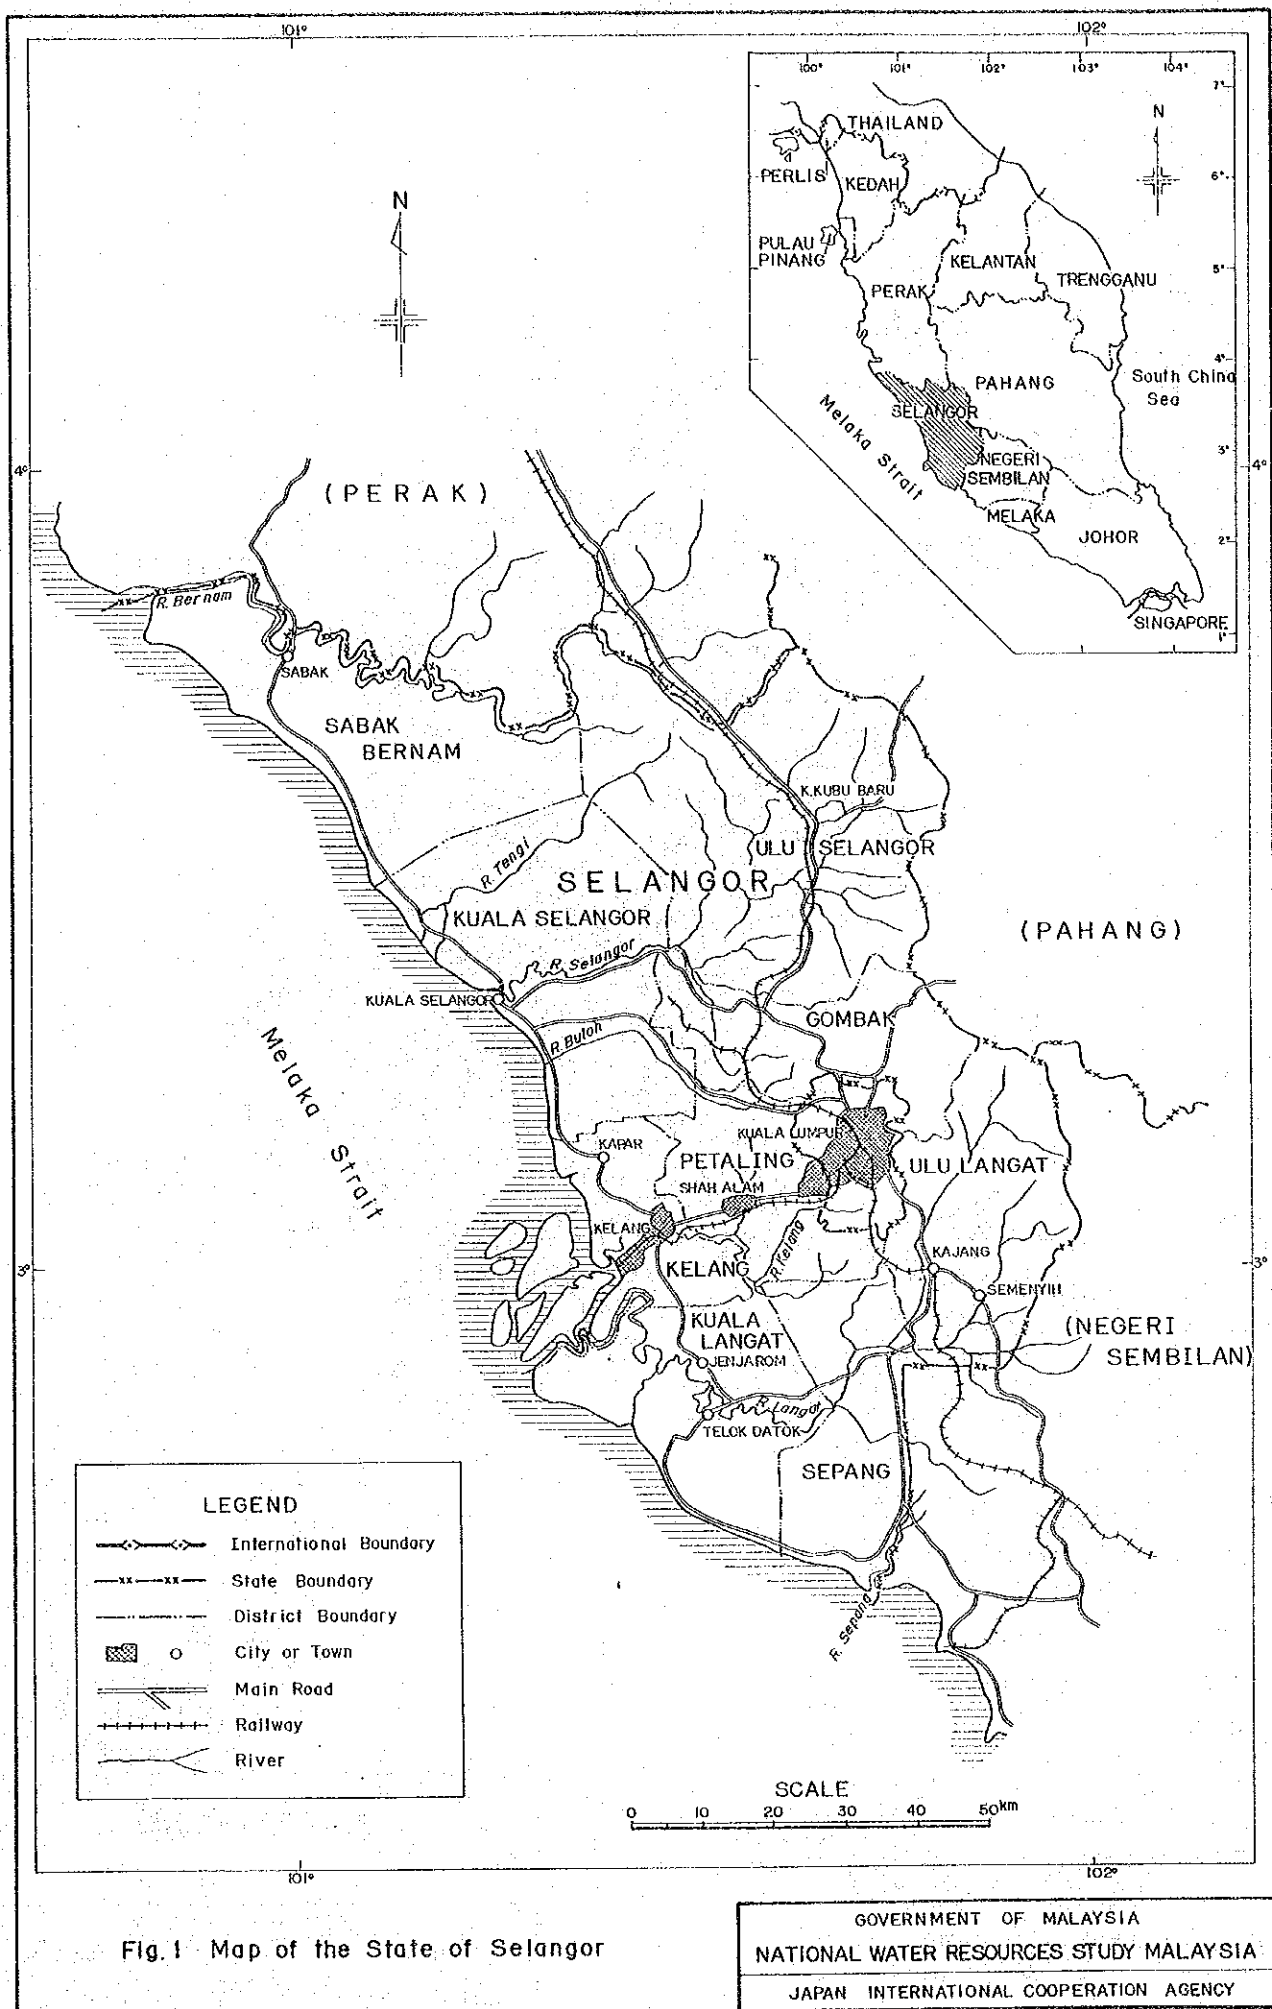 101°
102°
100°
101°
102°
103°
104°
7°
6°
5°
4°
3°
2°
1°
N
THAILAND
PERLIS
KEDAH
PULAU
PINANG
KELANTAN
PERAK
TRENGGANU
PAHANG
South China
Sea
SELANGOR
Melaka Strait
NEGERI
SEMBILAN
MELAKA
JOHOR
SINGAPORE
N
4°
4°
(PERAK)
R. Bernam
SABAK
SABAK
BERNAM
K.KUBU BARU
ULU SELANGOR
R. Tengi
SELANGOR
KUALA SELANGOR
(PAHANG)
R. Selangor
KUALA SELANGOR
GOMBAK
R. Buloh
Melaka Strait
KUALA LUMPUR
KAPAR
PETALING
ULU LANGAT
SHAH ALAM
KELANG
R. Kelang
KAJANG
3°
3°
KELANG
SEMENYIH
KUALA
LANGAT
(NEGERI
SEMBILAN)
JENJAROM
R. Langat
TELOK DATOK
SEPANG
R. Sepang
LEGEND
International Boundary
State Boundary
District Boundary
City or Town
Main Road
Railway
River
SCALE
0 10 20 30 40 50km
101°
102°
Fig. 1 Map of the State of Selangor
GOVERNMENT OF MALAYSIA
NATIONAL WATER RESOURCES STUDY MALAYSIA
JAPAN INTERNATIONAL COOPERATION AGENCY